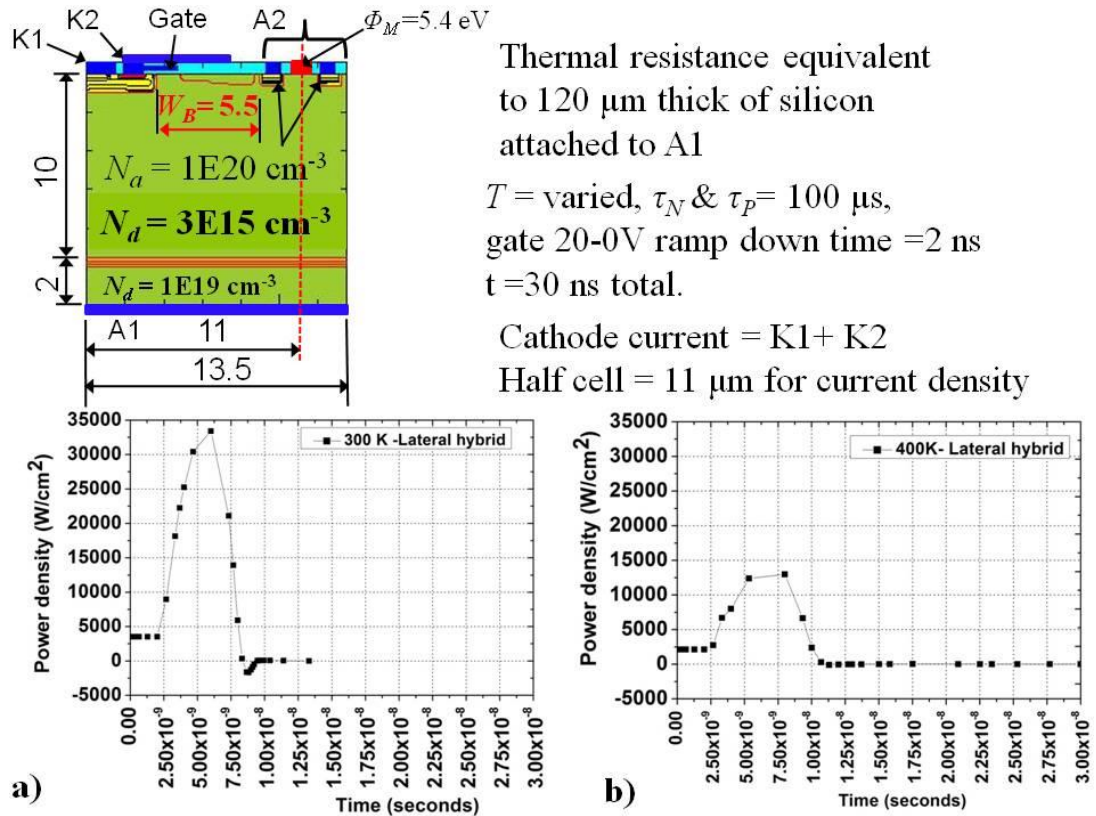 K1
K2
Gate
A2
Φ_M=5.4 eV
W_B= 5.5
N_a = 1E20 cm⁻³
N_d = 3E15 cm⁻³
N_d = 1E19 cm⁻³
10
2
A1
11
13.5
Thermal resistance equivalent
to 120 µm thick of silicon
attached to A1
T = varied, τ_N & τ_P= 100 µs,
gate 20-0V ramp down time =2 ns
t =30 ns total.
Cathode current = K1+ K2
Half cell = 11 µm for current density
a)
Power density (W/cm²)
35000
30000
25000
20000
15000
10000
5000
0
-5000
300 K -Lateral hybrid
0.00
2.50x10⁻⁹
5.00x10⁻⁹
7.50x10⁻⁹
1.00x10⁻⁸
1.25x10⁻⁸
1.50x10⁻⁸
1.75x10⁻⁸
2.00x10⁻⁸
2.25x10⁻⁸
2.50x10⁻⁸
2.75x10⁻⁸
3.00x10⁻⁸
Time (seconds)
b)
Power density (W/cm²)
35000
30000
25000
20000
15000
10000
5000
0
-5000
400K- Lateral hybrid
0.00
2.50x10⁻⁹
5.00x10⁻⁹
7.50x10⁻⁹
1.00x10⁻⁸
1.25x10⁻⁸
1.50x10⁻⁸
1.75x10⁻⁸
2.00x10⁻⁸
2.25x10⁻⁸
2.50x10⁻⁸
2.75x10⁻⁸
3.00x10⁻⁸
Time (seconds)